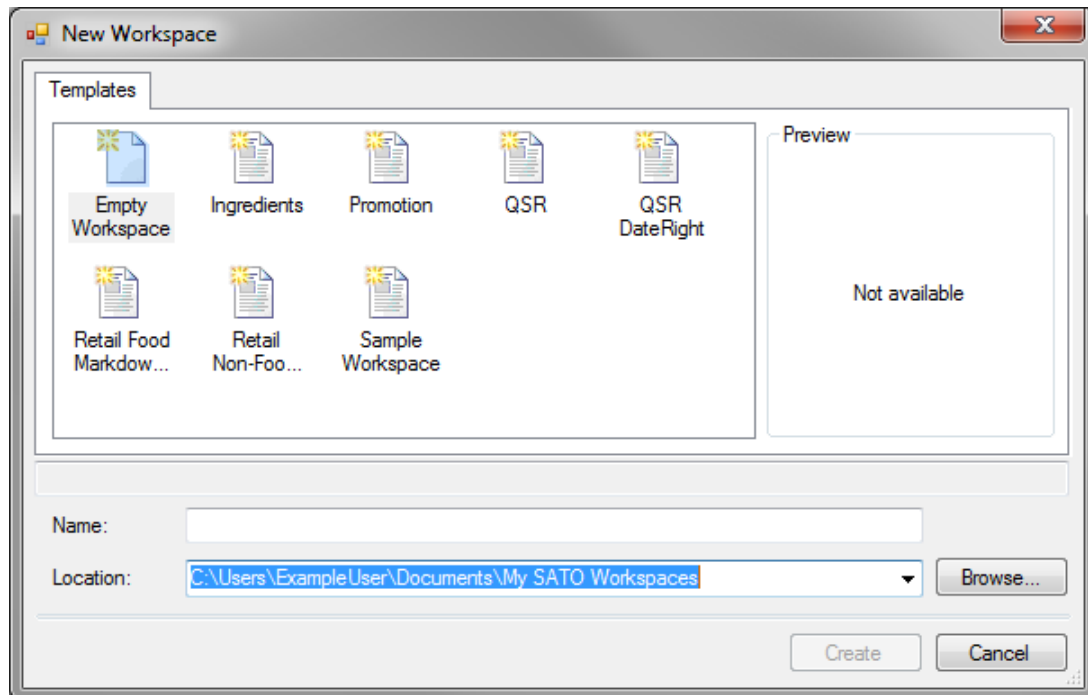 New Workspace
Templates
Empty
Workspace
Ingredients
Promotion
QSR
QSR
DateRight
Retail Food
Markdow...
Retail
Non-Foo...
Sample
Workspace
Preview
Not available
Name:
Location:
C:\Users\ExampleUser\Documents\My SATO Workspaces
Browse...
Create
Cancel